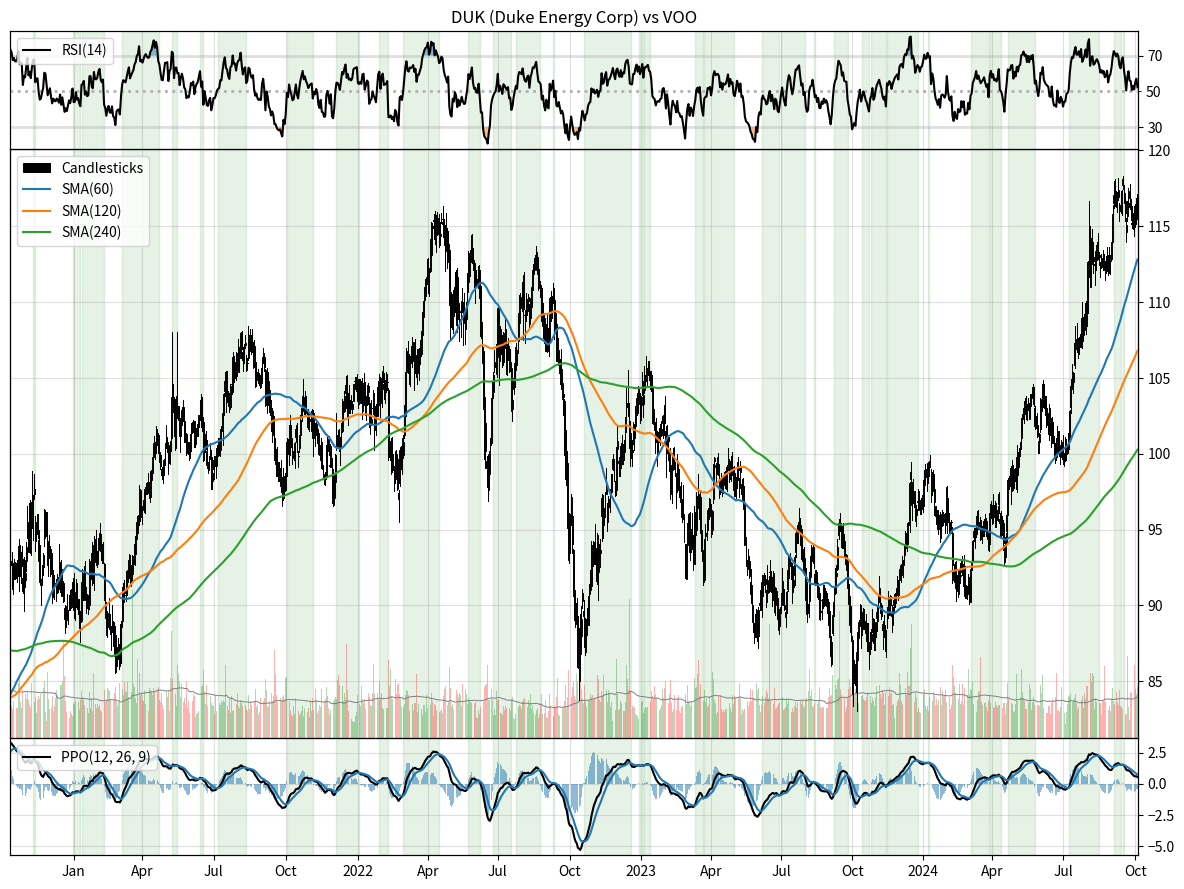 DUK (Duke Energy Corp) vs VOO
RSI(14)
70
50
30
120
Candlesticks
SMA(60)
SMA(120)
SMA(240)
115
110
105
100
95
90
85
PPO(12, 26, 9)
2.5
0.0
−2.5
−5.0
Jan Apr Jul Oct 2022 Apr Jul Oct 2023 Apr Jul Oct 2024 Apr Jul Oct